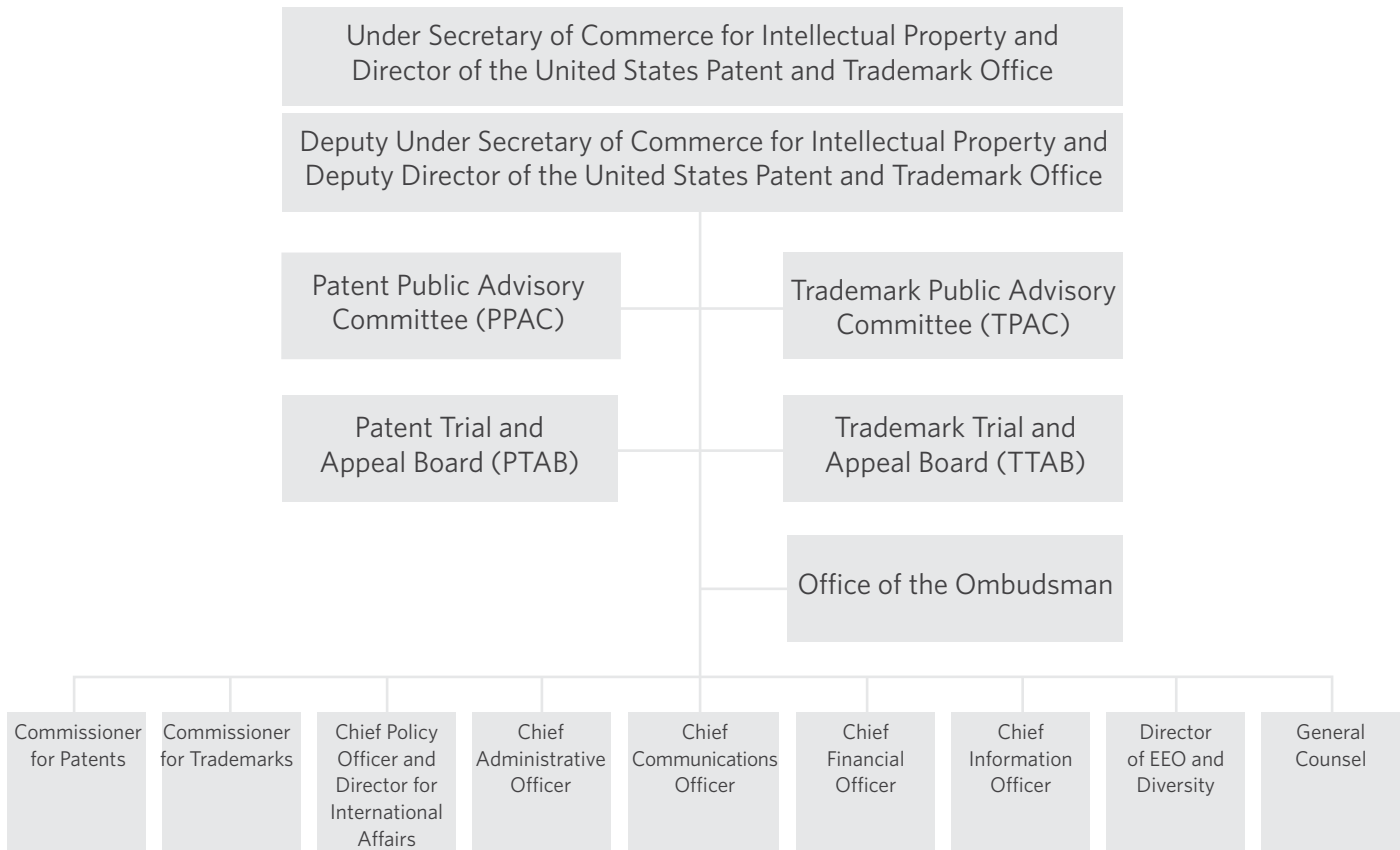 Under Secretary of Commerce for Intellectual Property and
Director of the United States Patent and Trademark Office
Deputy Under Secretary of Commerce for Intellectual Property and
Deputy Director of the United States Patent and Trademark Office
Patent Public Advisory
Committee (PPAC)
Trademark Public Advisory
Committee (TPAC)
Patent Trial and
Appeal Board (PTAB)
Trademark Trial and
Appeal Board (TTAB)
Office of the Ombudsman
Commissioner
for Patents
Commissioner
for Trademarks
Chief Policy
Officer and
Director for
International
Affairs
Chief
Administrative
Officer
Chief
Communications
Officer
Chief
Financial
Officer
Chief
Information
Officer
Director
of EEO and
Diversity
General
Counsel